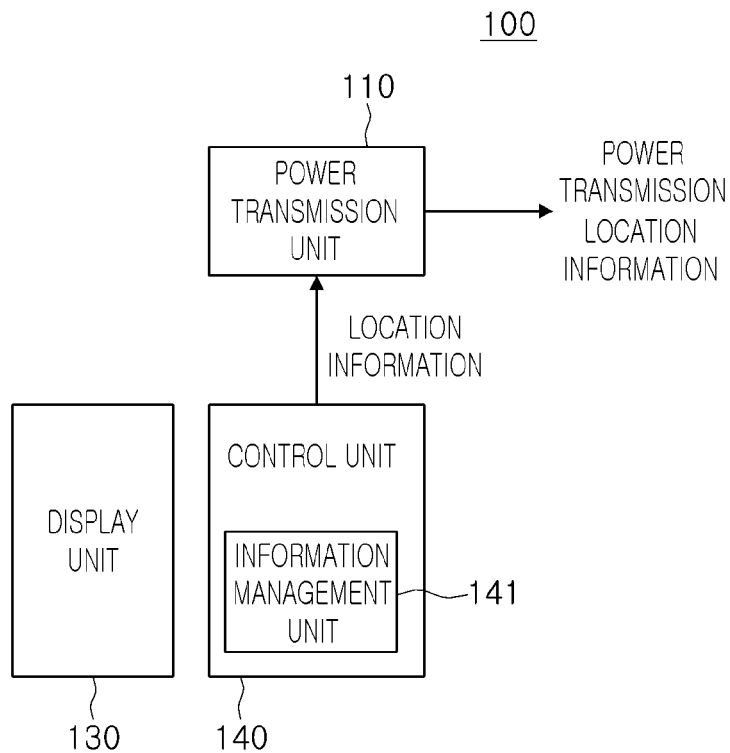 100
110
POWER
TRANSMISSION
UNIT
POWER
TRANSMISSION
LOCATION
INFORMATION
LOCATION
INFORMATION
CONTROL UNIT
DISPLAY
UNIT
INFORMATION
MANAGEMENT
UNIT
141
130
140